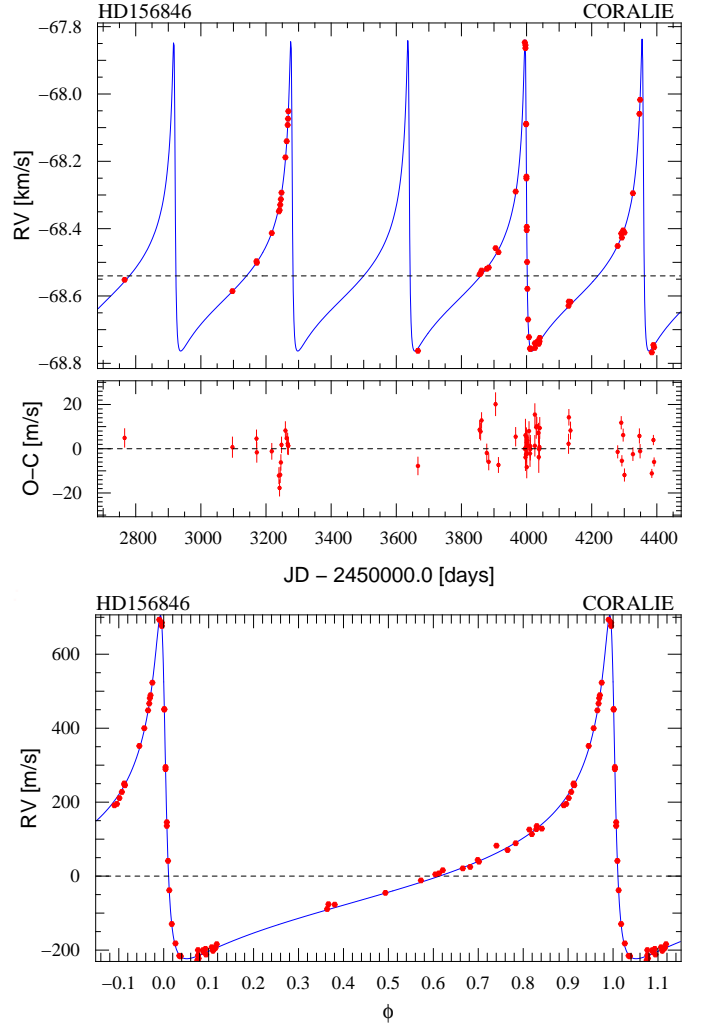 HD156846 CORALIE
−67.8
−68.0
−68.2
−68.4
−68.6
−68.8
RV [km/s]
20
0
−20
O−C [m/s]
2800 3000 3200 3400 3600 3800 4000 4200 4400
JD − 2450000.0 [days]
HD156846 CORALIE
600
400
200
0
−200
RV [m/s]
−0.1 0.0 0.1 0.2 0.3 0.4 0.5 0.6 0.7 0.8 0.9 1.0 1.1
ϕ